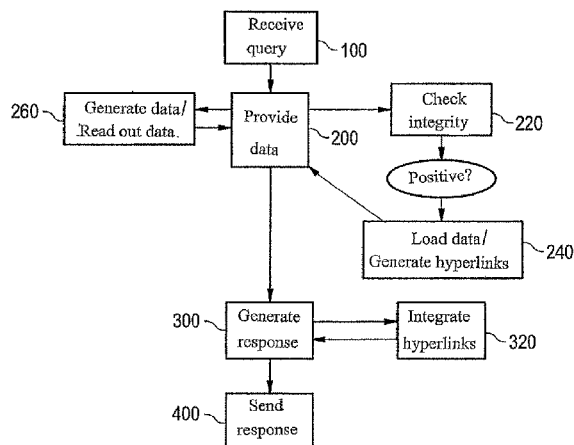 Receive
query
100
260
Generate data/
Read out data.
Provide
data
200
Check
integrity
220
Positive?
Load data/
Generate hyperlinks
240
300
Generate
response
Integrate
hyperlinks
320
400
Send
response